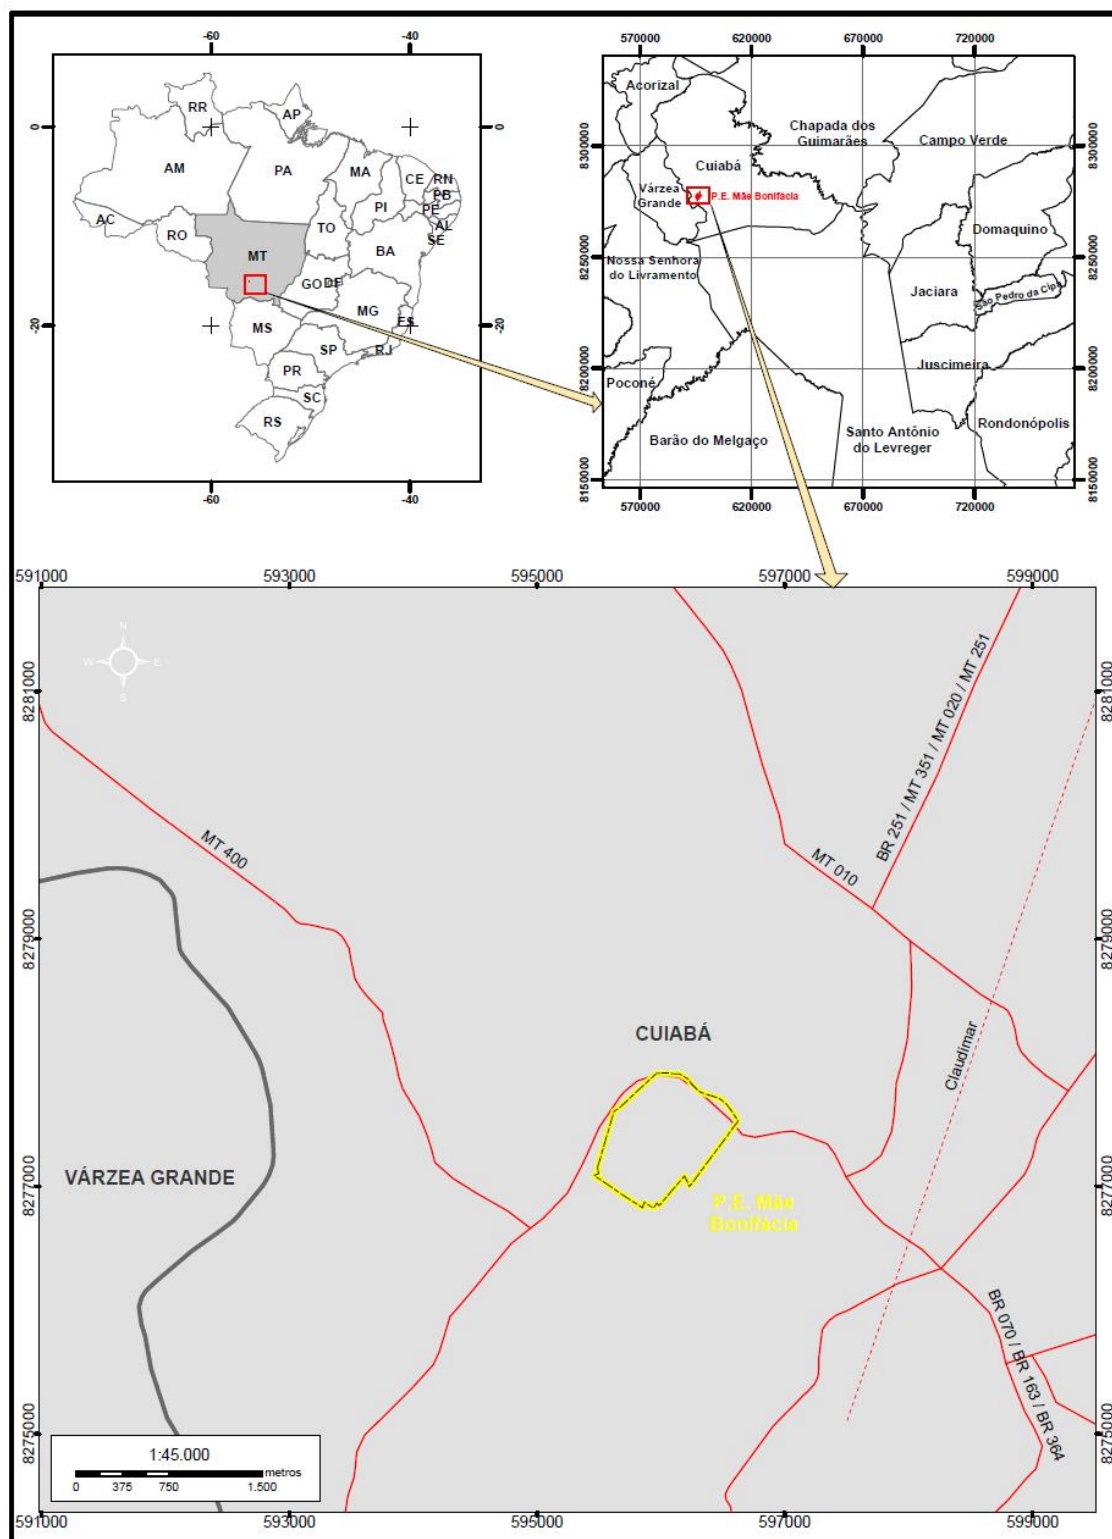 -60 -40
0 0
-20 -20
-60 -40
RR
AP
AM
PA
MA
CE
RN
PB
PE
PI
AL
SE
AC
RO
TO
BA
MT
GO
DF
MG
ES
MS
SP
RJ
PR
SC
RS
570000 620000 670000 720000
8300000 8300000
8250000 8250000
8200000 8200000
8150000 8150000
570000 620000 670000 720000
Acorizal
Chapada dos
Guimarães
Campo Verde
Cuiabá
Várzea
Grande
P.E. Mãe Bonifácia
Domaquino
Nossa Senhora
do Livramento
Jaciara
São Pedro da Cipa
Juscimeira
Poconé
Rondonópolis
Barão do Melgaço
Santo Antônio
do Levreger
591000 593000 595000 597000 599000
N
W E
S
8281000 8281000
BR 251 / MT 351 / MT 020 / MT 251
MT 400
MT 010
8279000 8279000
CUIABÁ
Claudimar
VÁRZEA GRANDE
8277000 8277000
P.E. Mãe
Bonifácia
BR 070 / BR 163 / BR 364
8275000 8275000
1:45.000
metros
0 375 750 1.500
591000 593000 595000 597000 599000